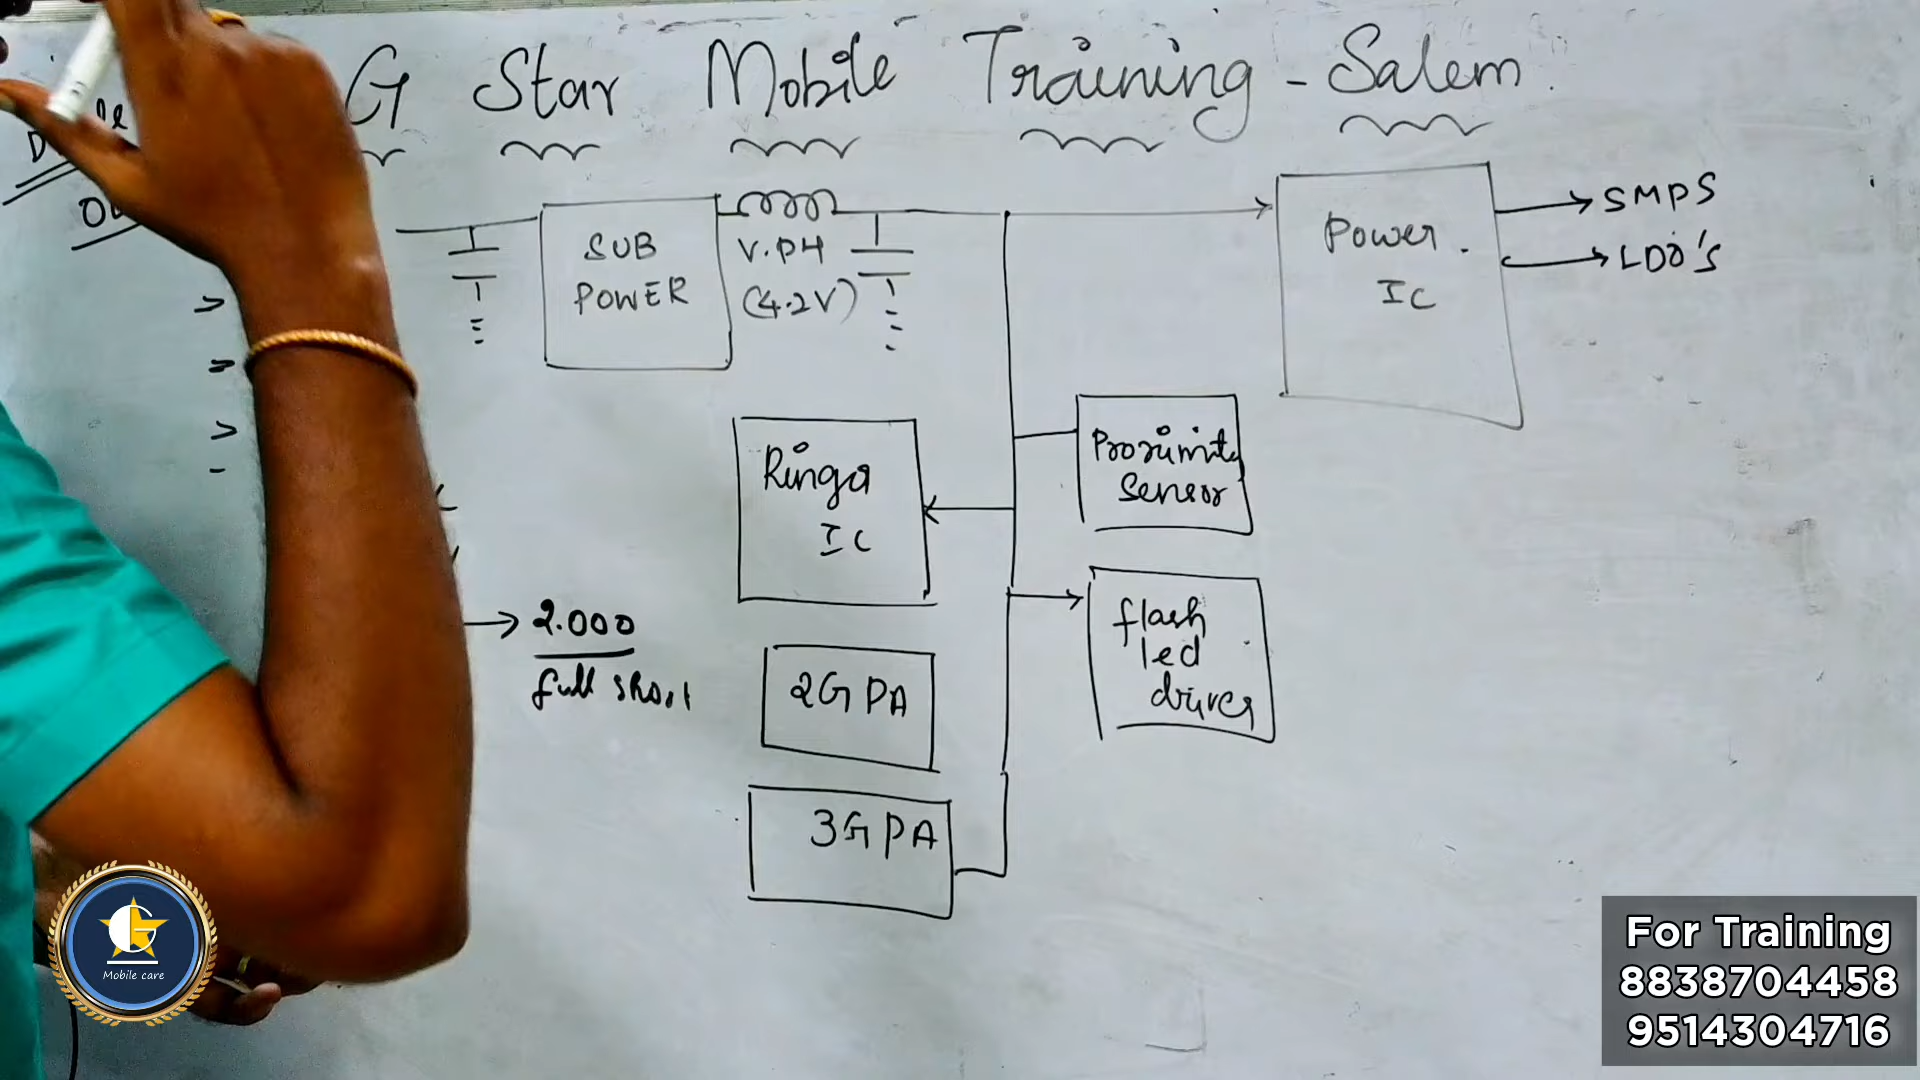 G Star Mobile Training - Salem.
SUB
POWER
V.PH
(4.2V)
Power
IC
SMPS
LDO's
Ringer
IC
Proximity
Sensor
2.000
full short
flash
led
driver
2G PA
3G PA
G
Mobile care
For Training
8838704458
9514304716